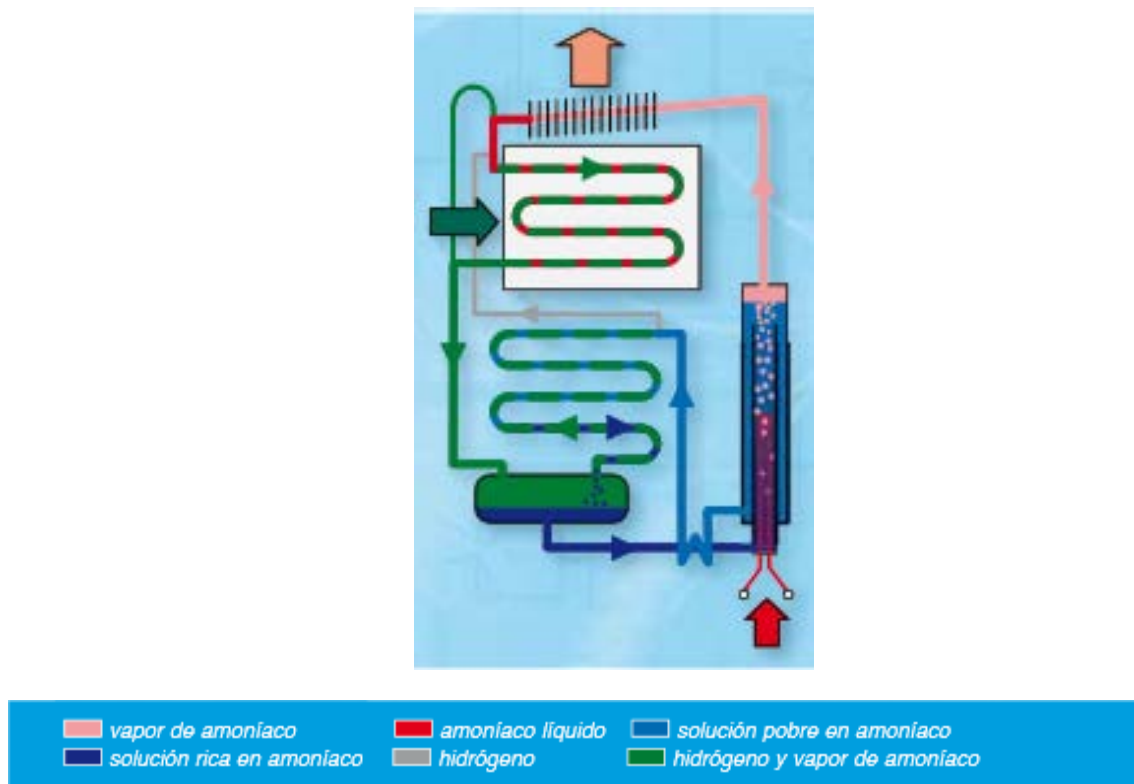 vapor de amoníaco amoníaco líquido solución pobre en amoníaco
solución rica en amoníaco hidrógeno hidrógeno y vapor de amoníaco